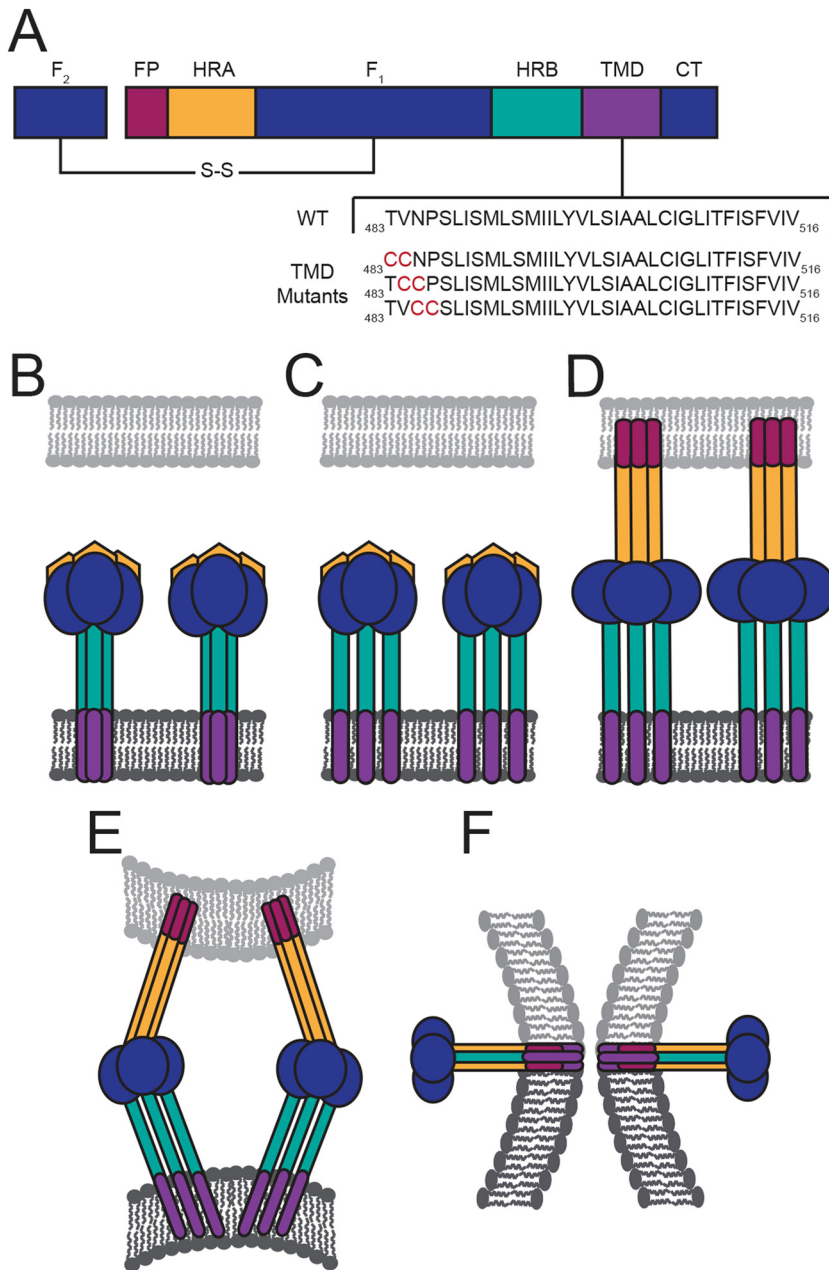 A
F2 FP HRA F1 HRB TMD CT
S-S
WT 483TVNPSLISMLSMIILYVLSIAALCIGLITFISFVIV516
TMD Mutants
483CCNPSLISMLSMIILYVLSIAALCIGLITFISFVIV516
483TCCPSLISMLSMIILYVLSIAALCIGLITFISFVIV516
483TVCCSLISMLSMIILYVLSIAALCIGLITFISFVIV516
B C D
E F